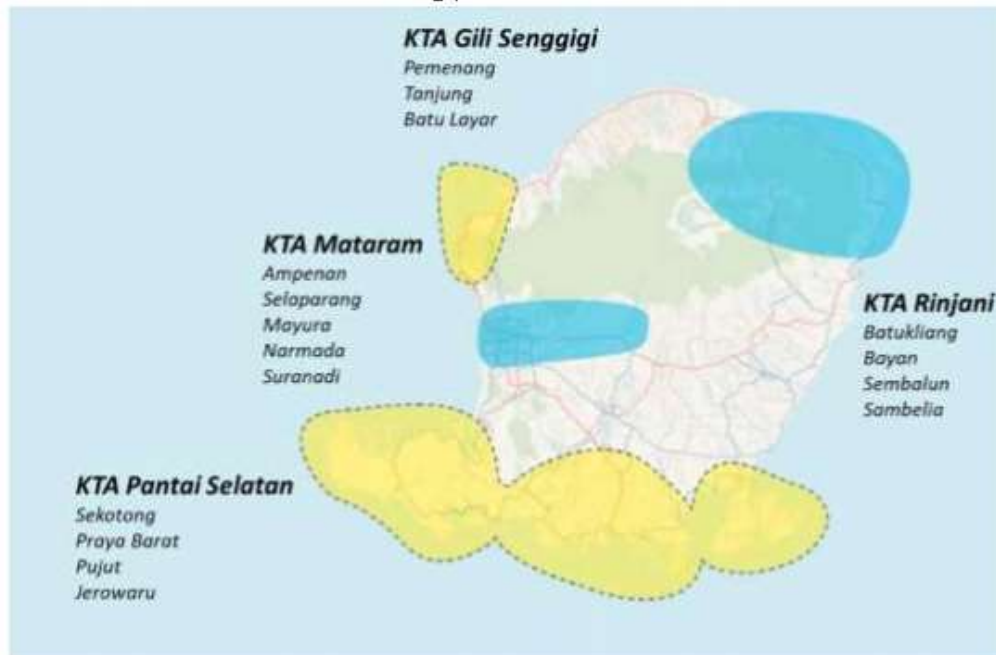 KTA Gili Senggigi
Pemenang
Tanjung
Batu Layar
KTA Mataram
Ampenan
Selaparang
Mayura
Narmada
Suranadi
KTA Rinjani
Batukliang
Bayan
Sembalun
Sambelia
KTA Pantai Selatan
Sekotong
Praya Barat
Pujut
Jerowaru